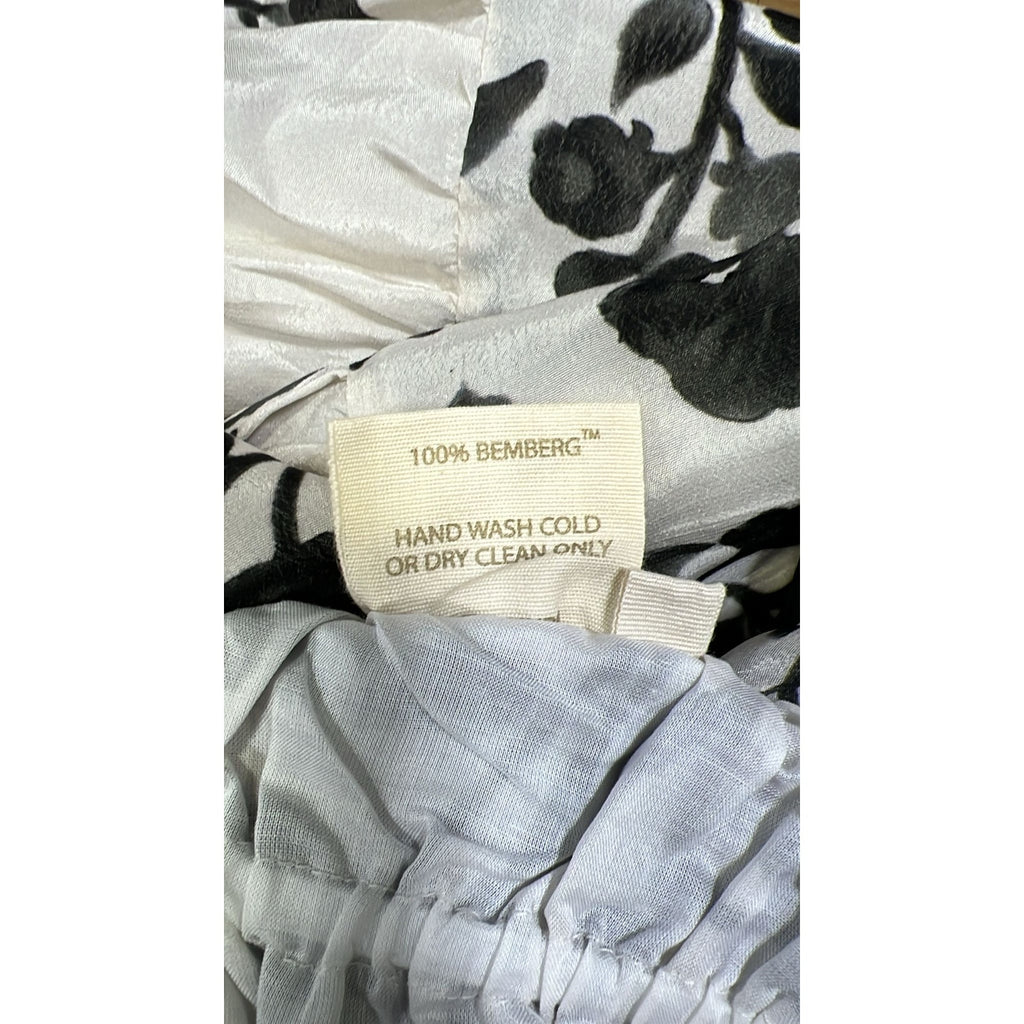 100% BEMBERG™
HAND WASH COLD
OR DRY CLEAN ONLY